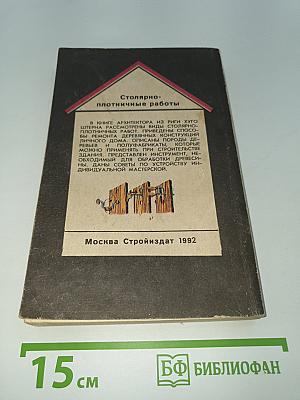 Столярно-
плотничные работы
В КНИГЕ АРХИТЕКТОРА ИЗ РИГИ ХУГО
ШТЕРНА РАССМОТРЕНЫ ВИДЫ СТОЛЯРНО-
ПЛОТНИЧНЫХ РАБОТ. ПРИВЕДЕНЫ СПОСО-
БЫ РЕМОНТА ДЕРЕВЯННЫХ КОНСТРУКЦИЙ
ЛИЧНОГО ДОМА. ОПИСАНЫ ПОРОДЫ ДЕ-
РЕВЬЕВ И ПОЛУФАБРИКАТЫ, КОТОРЫЕ
МОЖНО ПРИМЕНЯТЬ ПРИ СТРОИТЕЛЬСТВЕ
ЗДАНИЯ. ПРЕДСТАВЛЕН ИНСТРУМЕНТ, НЕ-
ОБХОДИМЫЙ ДЛЯ ОБРАБОТКИ ДРЕВЕСИ-
НЫ. ДАНЫ СОВЕТЫ ПО УСТРОЙСТВУ ИН-
ДИВИДУАЛЬНОЙ МАСТЕРСКОЙ.
Москва Стройиздат 1992
15 см
БФ БИБЛИОФАН